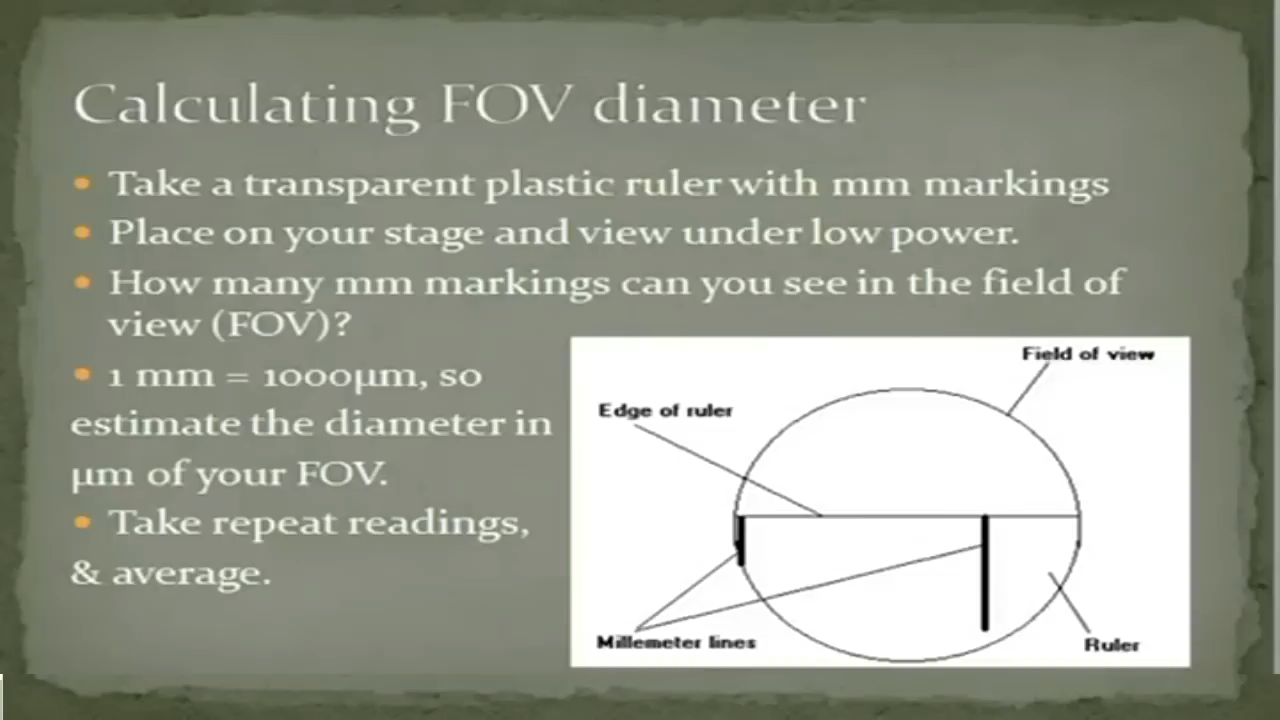 Calculating FOV diameter
• Take a transparent plastic ruler with mm markings
• Place on your stage and view under low power.
• How many mm markings can you see in the field of
view (FOV)?
• 1 mm = 1000µm, so
estimate the diameter in
µm of your FOV.
• Take repeat readings,
& average.
Field of view
Edge of ruler
Millemeter lines
Ruler